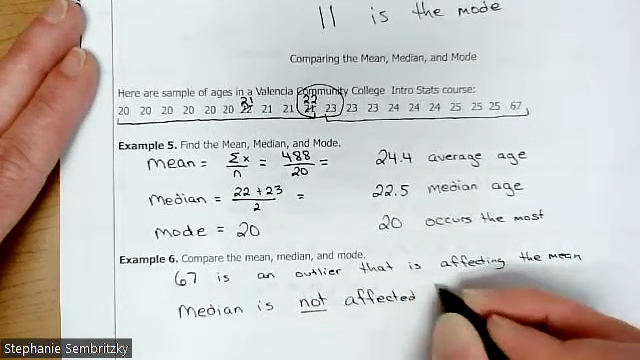 11 is the mode
Comparing the Mean, Median, and Mode
Here are sample of ages in a Valencia Community College Intro Stats course:
21 22
20 20 20 20 20 20 22 21 21 21 23 23 23 24 24 24 25 25 25 67
Example 5. Find the Mean, Median, and Mode.
mean = Σx/n = 488/20 = 24.4 average age
Median = 22+23/2 = 22.5 median age
mode = 20 20 occurs the most
Example 6. Compare the mean, median, and mode.
67 is an outlier that is affecting the mean
Median is not affected
Stephanie Sembritzky